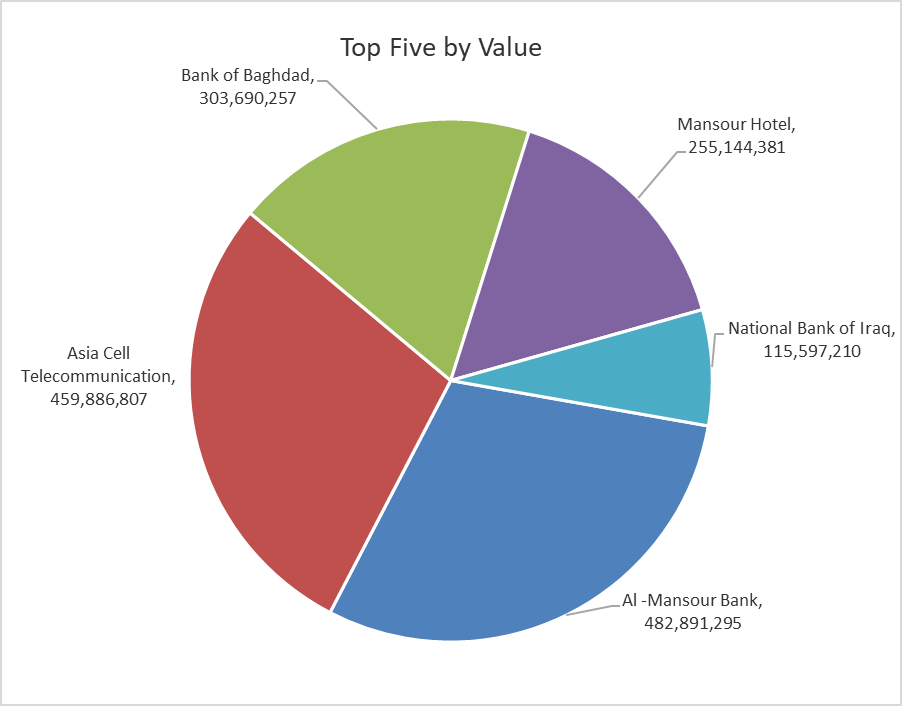 Top Five by Value
Bank of Baghdad,
303,690,257
Mansour Hotel,
255,144,381
National Bank of Iraq,
115,597,210
Asia Cell
Telecommunication,
459,886,807
Al -Mansour Bank,
482,891,295